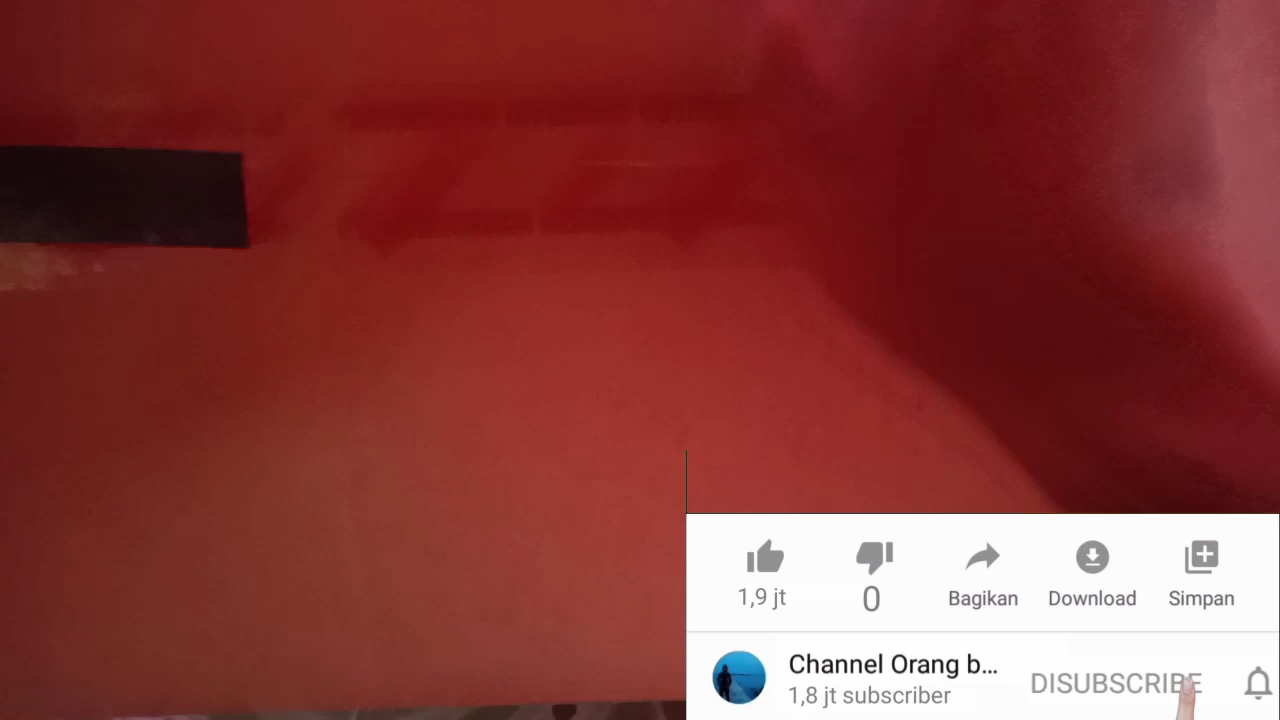 1,9 jt
0
Bagikan
Download
Simpan
Channel Orang b...
1,8 jt subscriber
DISUBSCRIBE